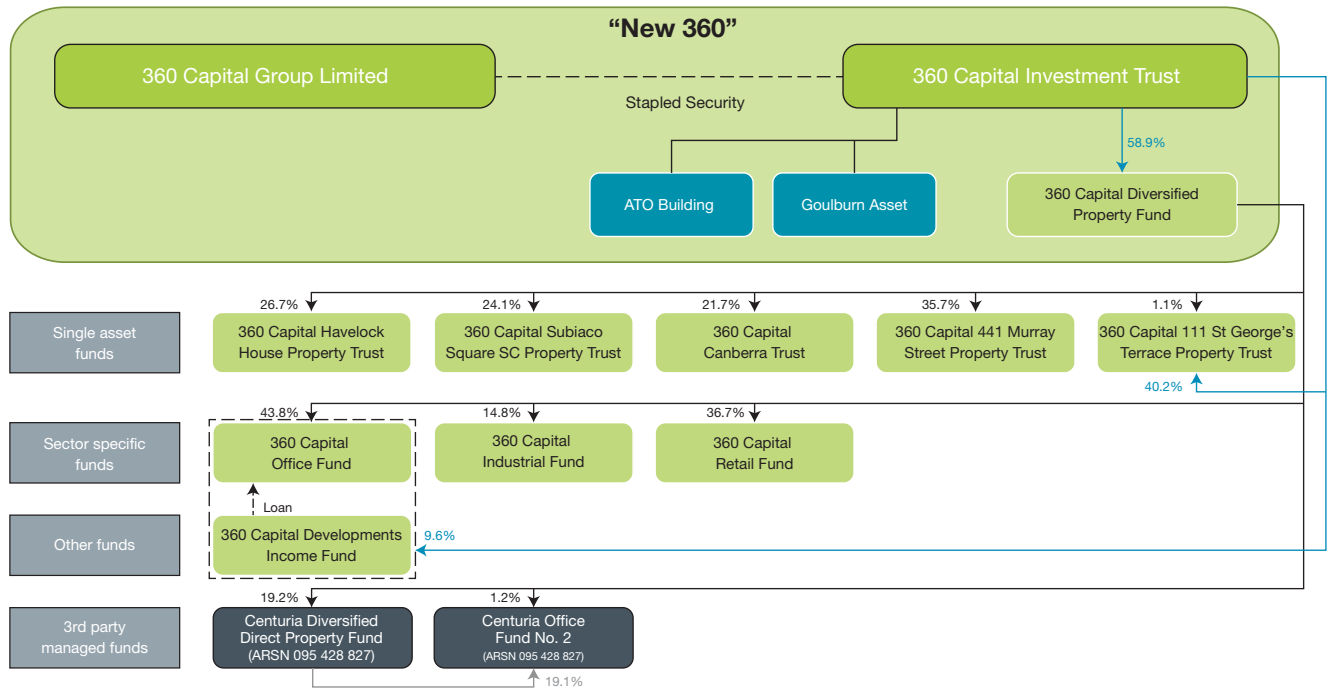 “New 360”
360 Capital Group Limited
Stapled Security
360 Capital Investment Trust
58.9%
ATO Building
Goulburn Asset
360 Capital Diversified
Property Fund
Single asset
funds
26.7%
360 Capital Havelock
House Property Trust
24.1%
360 Capital Subiaco
Square SC Property Trust
21.7%
360 Capital
Canberra Trust
35.7%
360 Capital 441 Murray
Street Property Trust
1.1%
360 Capital 111 St George’s
Terrace Property Trust
40.2%
Sector specific
funds
43.8%
360 Capital
Office Fund
14.8%
360 Capital
Industrial Fund
36.7%
360 Capital
Retail Fund
Loan
Other funds
360 Capital Developments
Income Fund
9.6%
3rd party
managed funds
19.2%
Centuria Diversified
Direct Property Fund
(ARSN 095 428 827)
1.2%
Centuria Office
Fund No. 2
(ARSN 095 428 827)
19.1%